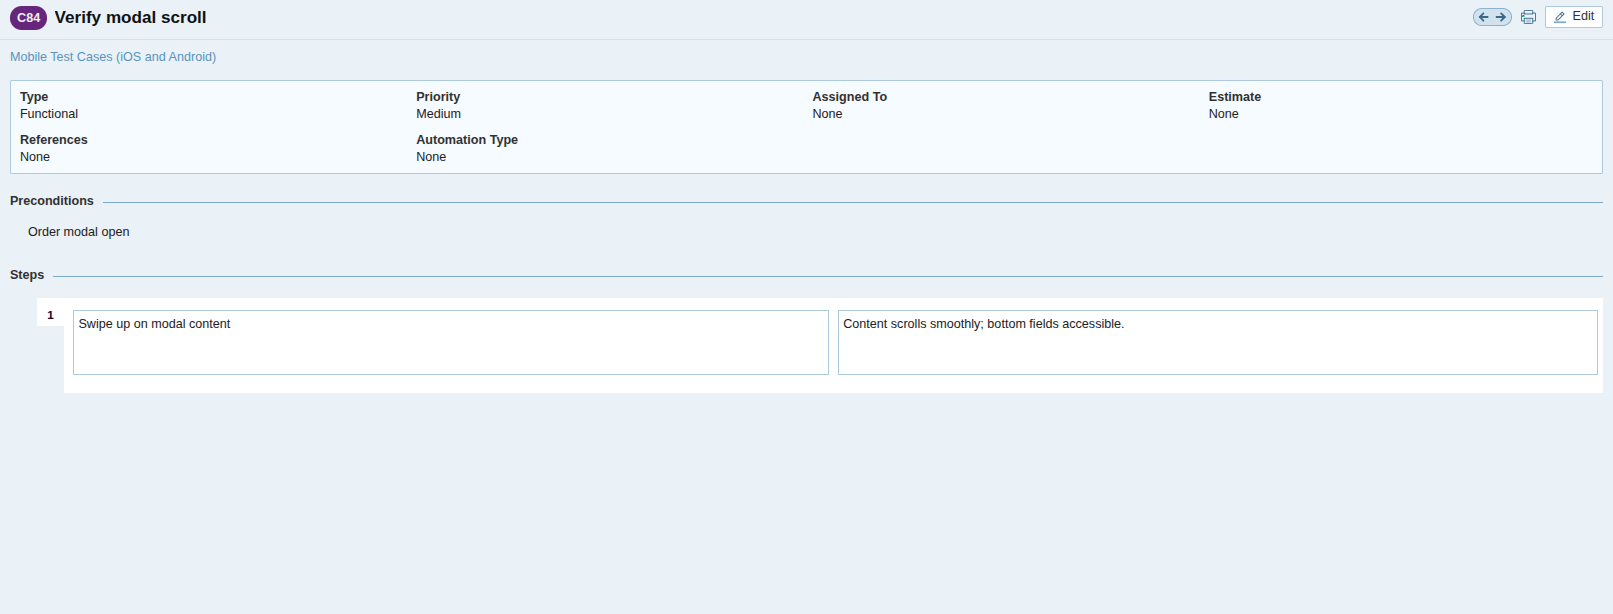 C84 Verify modal scroll
Edit
Mobile Test Cases (iOS and Android)
Type Priority Assigned To Estimate
Functional Medium None None
References Automation Type
None None
Preconditions
Order modal open
Steps
1
Swipe up on modal content
Content scrolls smoothly; bottom fields accessible.